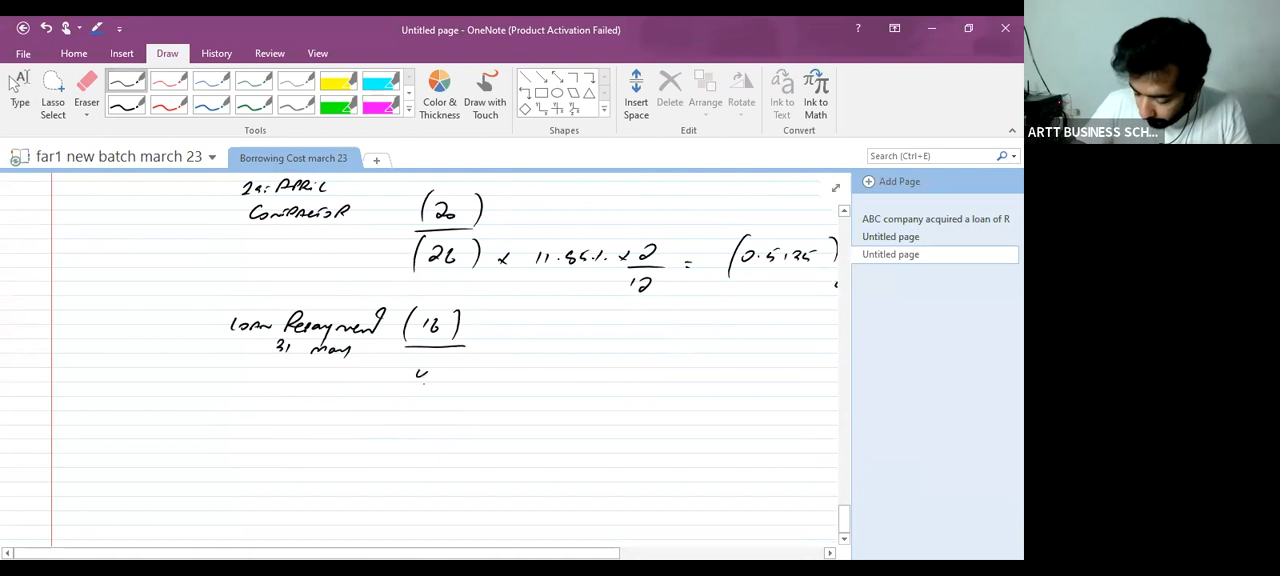 Untitled page - OneNote (Product Activation Failed)
?
File Home Insert Draw History Review View
Type
Lasso Select
Eraser
Color & Thickness
Draw with Touch
Insert Space
Delete
Arrange
Rotate
Ink to Text
Ink to Math
Tools
Shapes
Edit
Convert
ARTT BUSINESS SCH...
far1 new batch march 23
Borrowing Cost march 23
Search (Ctrl+E)
Add Page
ABC company acquired a loan of R
Untitled page
Untitled page
APRIL
Contractor (20)
(26) × 11.85% × 2/12 = (0.5135)
Loan Repayment (16)
31 may